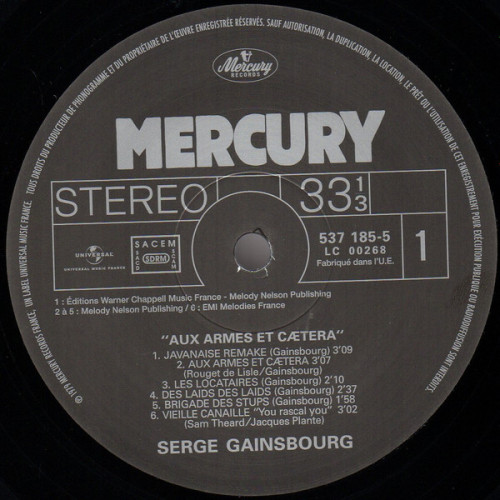 TOUS DROITS DU PRODUCTEUR DE PHONOGRAMME ET DU PROPRIÉTAIRE DE L'ŒUVRE ENREGISTRÉE RÉSERVÉS. SAUF AUTORISATION, LA DUPLICATION, LA LOCATION, LE PRÊT OU L'UTILISATION DE CET ENREGISTREMENT POUR EXÉCUTION PUBLIQUE OU RADIODIFFUSION SONT INTERDITS.
℗ 1979 MERCURY RECORDS FRANCE. UN LABEL UNIVERSAL MUSIC FRANCE.
Mercury
RECORDS
MERCURY
STEREO 33 1/3
UNIVERSAL
UNIVERSAL MUSIC FRANCE
SACEM
SACD
SDRM
SCAM
537 185-5
LC 00268
Fabriqué dans l'U.E.
1
1 : Éditions Warner Chappell Music France - Melody Nelson Publishing
2 à 5 : Melody Nelson Publishing / 6 : EMI Melodies France
"AUX ARMES ET CÆTERA"
1. JAVANAISE REMAKE (Gainsbourg) 3'09
2. AUX ARMES ET CÆTERA 3'07
(Rouget de Lisle/Gainsbourg)
3. LES LOCATAIRES (Gainsbourg) 2'10
4. DES LAIDS DES LAIDS (Gainsbourg) 2'37
5. BRIGADE DES STUPS (Gainsbourg) 1'58
6. VIEILLE CANAILLE "You rascal you" 3'02
(Sam Theard/Jacques Plante)
SERGE GAINSBOURG